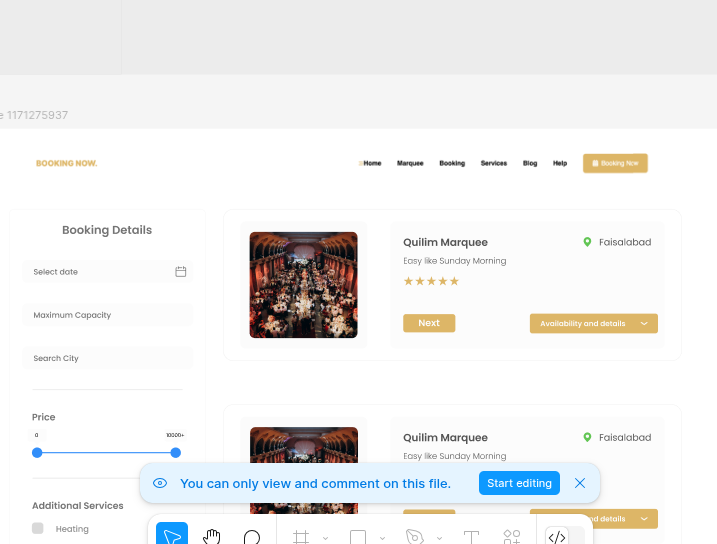 e 1171275937
BOOKING NOW.
Home Marquee Booking Services Blog Help Booking Now
Booking Details
Select date
Maximum Capacity
Search City
Price
0 10000+
Additional Services
Heating
Quilim Marquee Faisalabad
Easy like Sunday Morning
Next Availability and details
Quilim Marquee Faisalabad
Easy like Sunday Morning
nd details
You can only view and comment on this file. Start editing